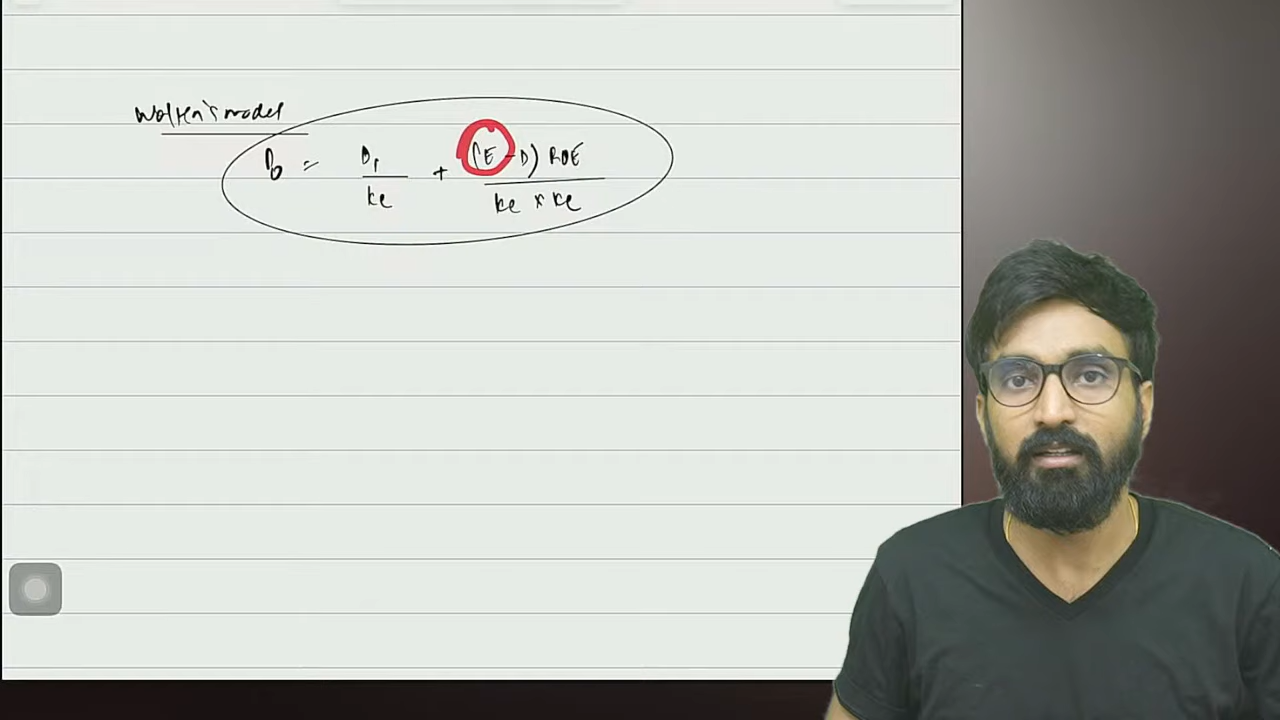 Walter's model
P0 = D1/ke + (E - D) ROE/ke × ke